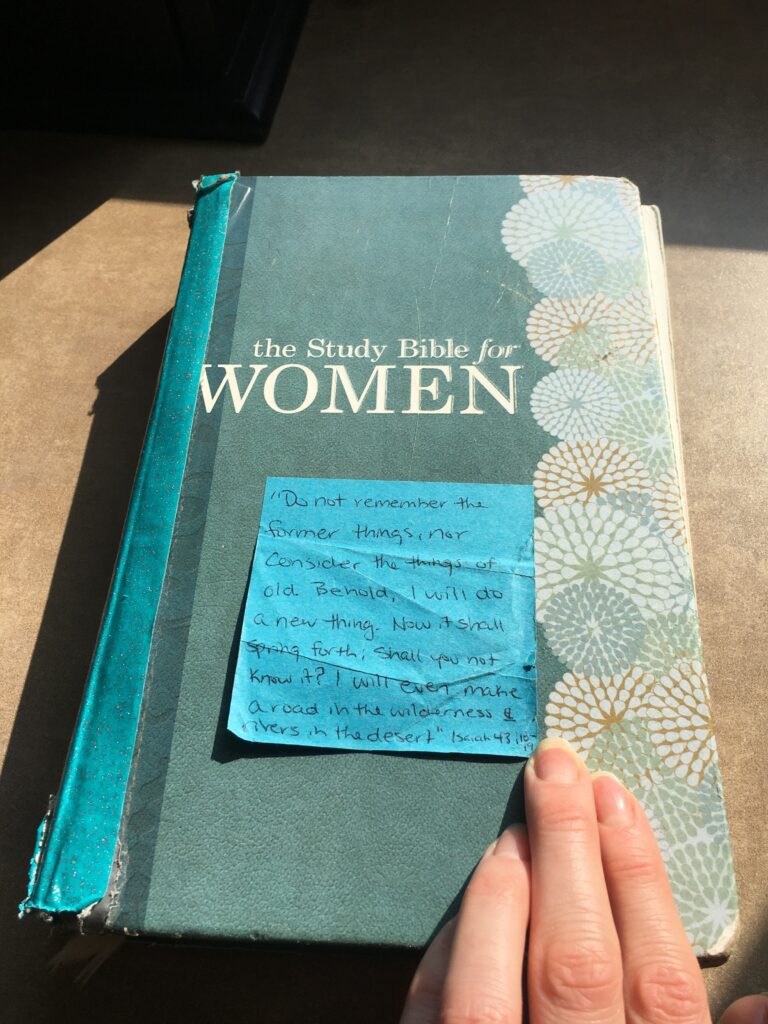 the Study Bible for
WOMEN
"Do not remember the
former things, nor
Consider the things of
old Behold, I will do
a new thing. Now it shall
spring forth; shall you not
know it? I will even make
a road in the wilderness &
rivers in the desert" Isaiah 43